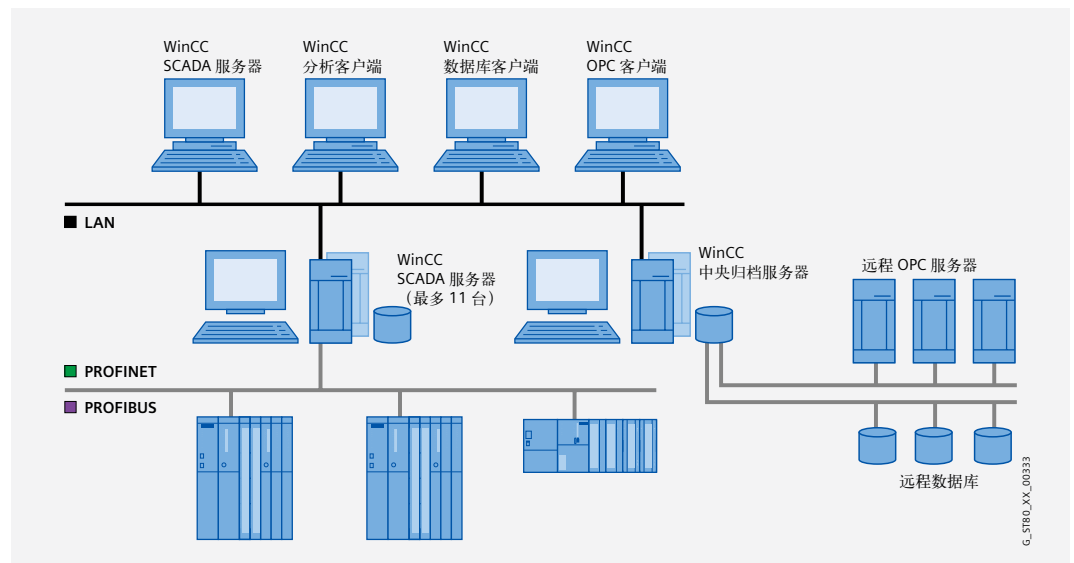 WinCC
SCADA 服务器
WinCC
分析客户端
WinCC
数据库客户端
WinCC
OPC 客户端
LAN
WinCC
SCADA 服务器
（最多 11 台）
WinCC
中央归档服务器
远程 OPC 服务器
PROFINET
PROFIBUS
远程数据库
G_ST80_XX_00333